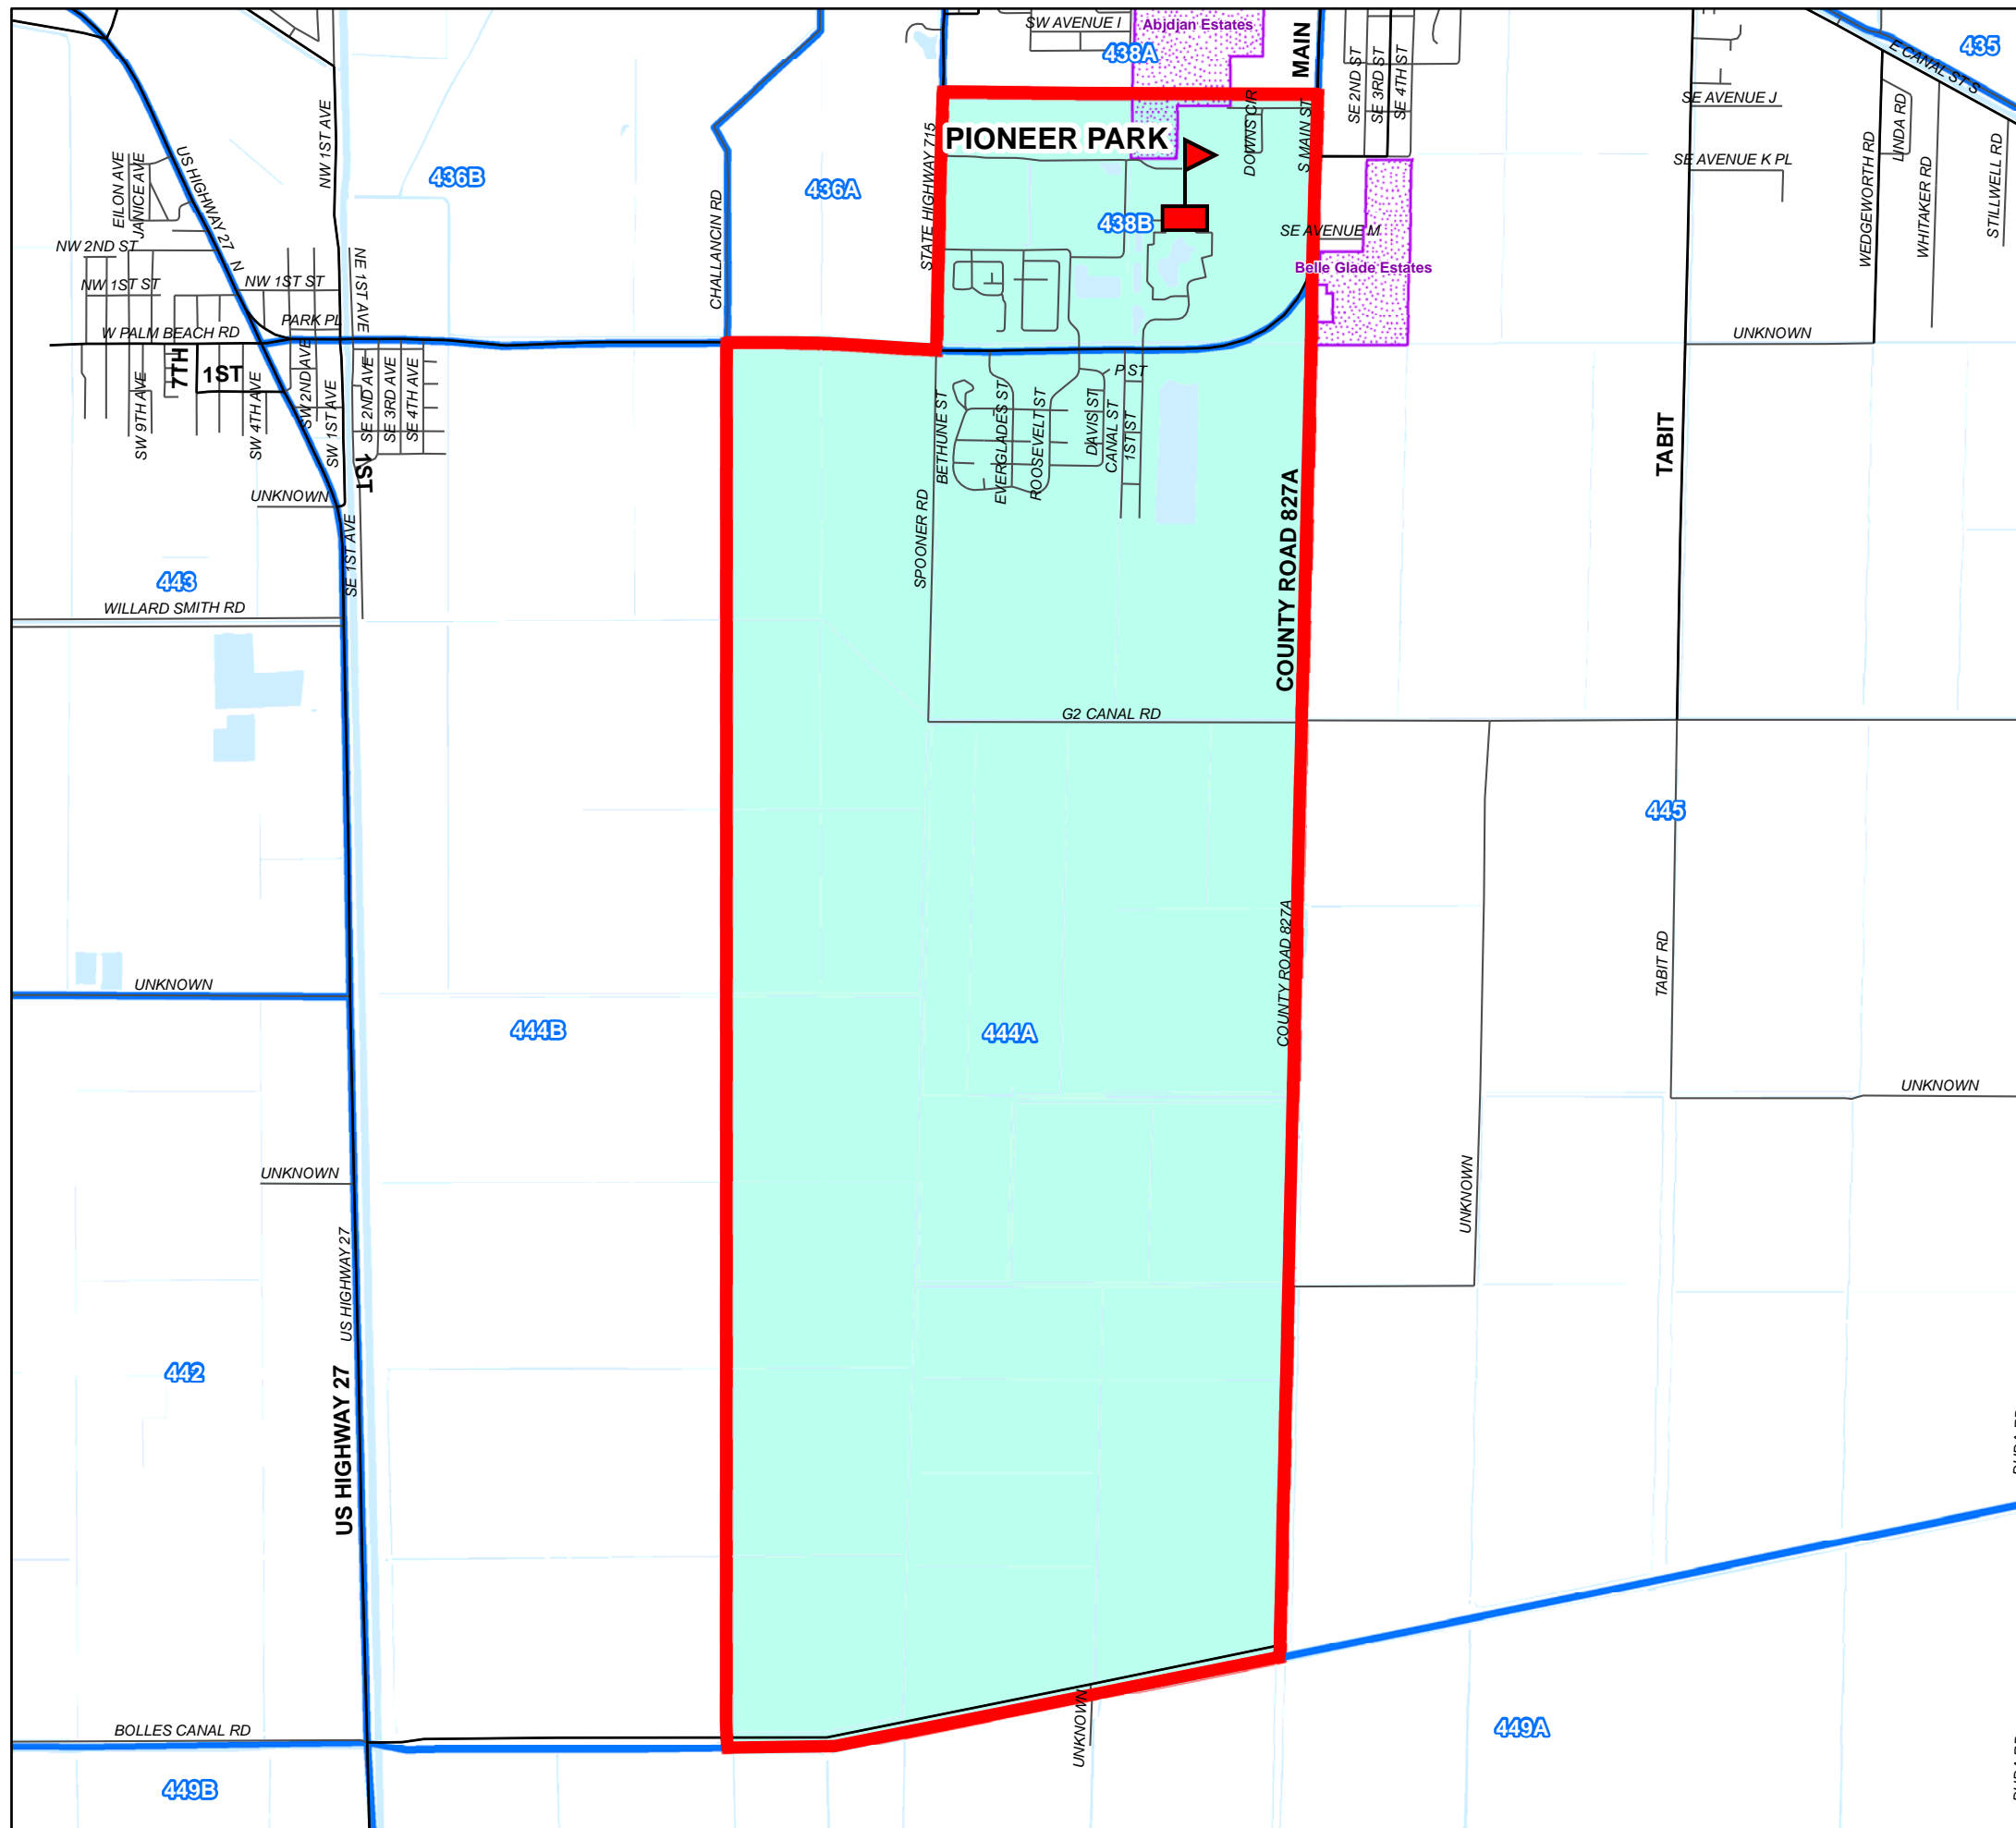 SW AVENUE I
Abidjan Estates
438A
MAIN
SE 2ND ST
SE 3RD ST
SE 4TH ST
E CANAL ST S
435
SE AVENUE J
LINDA RD
WEDGEWORTH RD
WHITAKER RD
STILLWELL RD
SE AVENUE K PL
NW 1ST AVE
US HIGHWAY 27 N
EILON AVE
JANICE AVE
436B
436A
CHALLANCIN RD
STATE HIGHWAY 715
PIONEER PARK
DOWNS CIR
S MAIN ST
438B
SE AVENUE M
Belle Glade Estates
NW 2ND ST
NW 1ST ST
NW 1ST ST
NE 1ST AVE
PARK PL
W PALM BEACH RD
UNKNOWN
7TH
1ST
SW 9TH AVE
SW 4TH AVE
SW 2ND AVE
SW 1ST AVE
SE 2ND AVE
SE 3RD AVE
SE 4TH AVE
1ST
P ST
BETHUNE ST
EVERGLADES ST
ROOSEVELT ST
DAVIS ST
CANAL ST
1ST ST
TABIT
UNKNOWN
SE 1ST AVE
SPOONER RD
COUNTY ROAD 827A
443
WILLARD SMITH RD
G2 CANAL RD
445
COUNTY ROAD 827A
TABIT RD
UNKNOWN
444B
444A
UNKNOWN
UNKNOWN
UNKNOWN
US HIGHWAY 27
442
US HIGHWAY 27
BOLLES CANAL RD
UNKNOWN
449A
449B